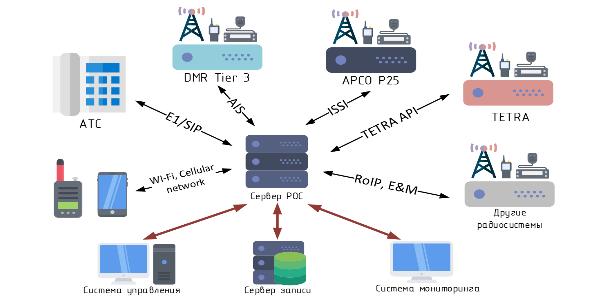 DMR Tier 3
APCO P25
TETRA
АТС
E1/SIP
AIS
ISSI
TETRA API
Wi-Fi, Cellular
network
RoIP, E&M
Сервер POC
Другие
радиосистемы
Система управления
Сервер записи
Система мониторинга